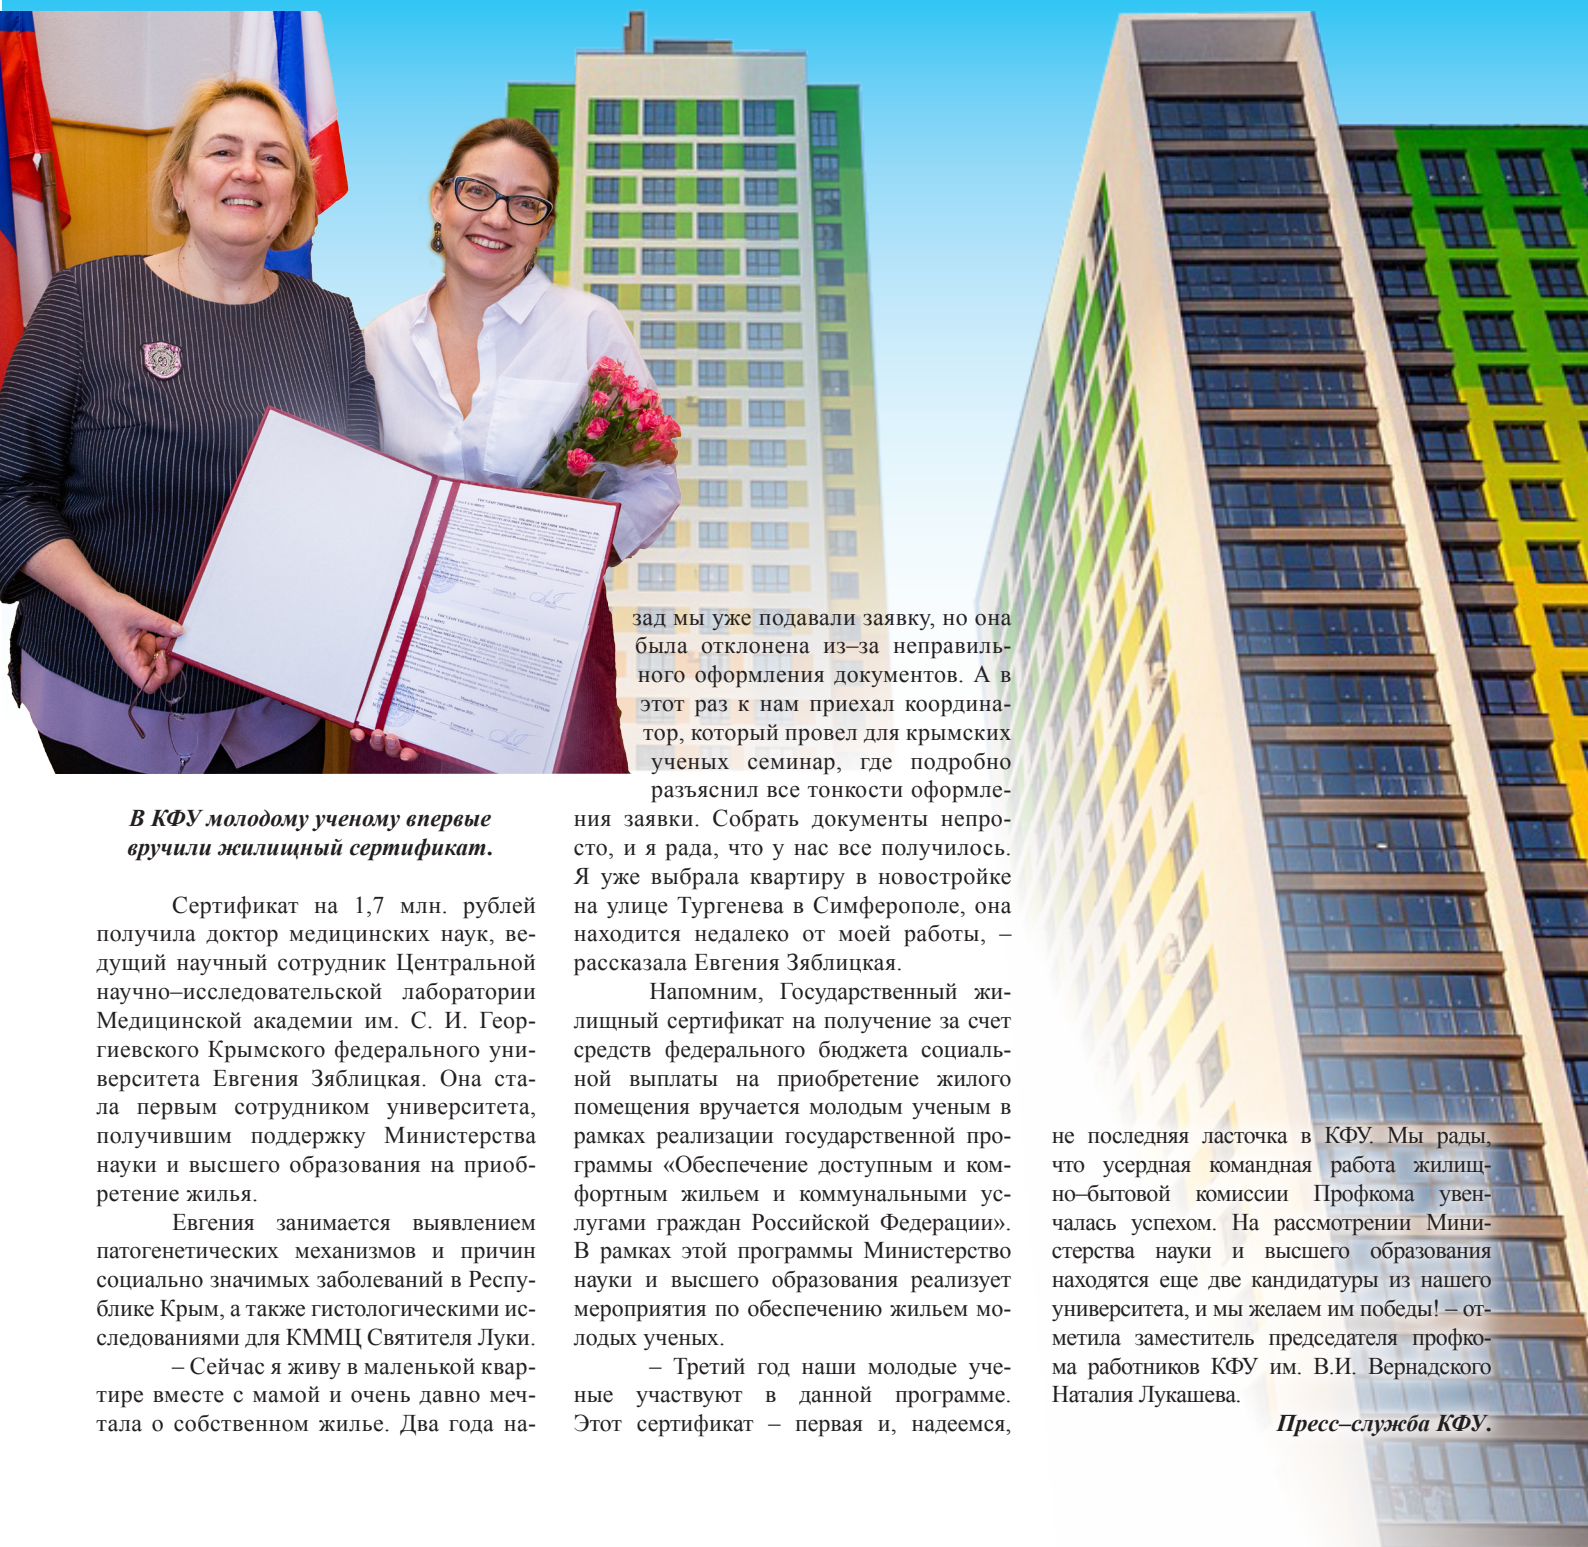 ГОСУДАРСТВЕННЫЙ ЖИЛИЩНЫЙ СЕРТИФИКАТ
В КФУ молодому ученому впервые
вручили жилищный сертификат.
Сертификат на 1,7 млн. рублей
получила доктор медицинских наук, ве-
дущий научный сотрудник Центральной
научно–исследовательской лаборатории
Медицинской академии им. С. И. Геор-
гиевского Крымского федерального уни-
верситета Евгения Зяблицкая. Она ста-
ла первым сотрудником университета,
получившим поддержку Министерства
науки и высшего образования на приоб-
ретение жилья.
Евгения занимается выявлением
патогенетических механизмов и причин
социально значимых заболеваний в Респу-
блике Крым, а также гистологическими ис-
следованиями для КММЦ Святителя Луки.
– Сейчас я живу в маленькой квар-
тире вместе с мамой и очень давно меч-
тала о собственном жилье. Два года на-
зад мы уже подавали заявку, но она
была отклонена из–за неправиль-
ного оформления документов. А в
этот раз к нам приехал координа-
тор, который провел для крымских
ученых семинар, где подробно
разъяснил все тонкости оформле-
ния заявки. Собрать документы непро-
сто, и я рада, что у нас все получилось.
Я уже выбрала квартиру в новостройке
на улице Тургенева в Симферополе, она
находится недалеко от моей работы, –
рассказала Евгения Зяблицкая.
Напомним, Государственный жи-
лищный сертификат на получение за счет
средств федерального бюджета социаль-
ной выплаты на приобретение жилого
помещения вручается молодым ученым в
рамках реализации государственной про-
граммы «Обеспечение доступным и ком-
фортным жильем и коммунальными ус-
лугами граждан Российской Федерации».
В рамках этой программы Министерство
науки и высшего образования реализует
мероприятия по обеспечению жильем мо-
лодых ученых.
– Третий год наши молодые уче-
ные участвуют в данной программе.
Этот сертификат – первая и, надеемся,
не последняя ласточка в КФУ. Мы рады,
что усердная командная работа жилищ-
но–бытовой комиссии Профкома увен-
чалась успехом. На рассмотрении Мини-
стерства науки и высшего образования
находятся еще две кандидатуры из нашего
университета, и мы желаем им победы! – от-
метила заместитель председателя профко-
ма работников КФУ им. В.И. Вернадского
Наталия Лукашева.
Пресс–служба КФУ.